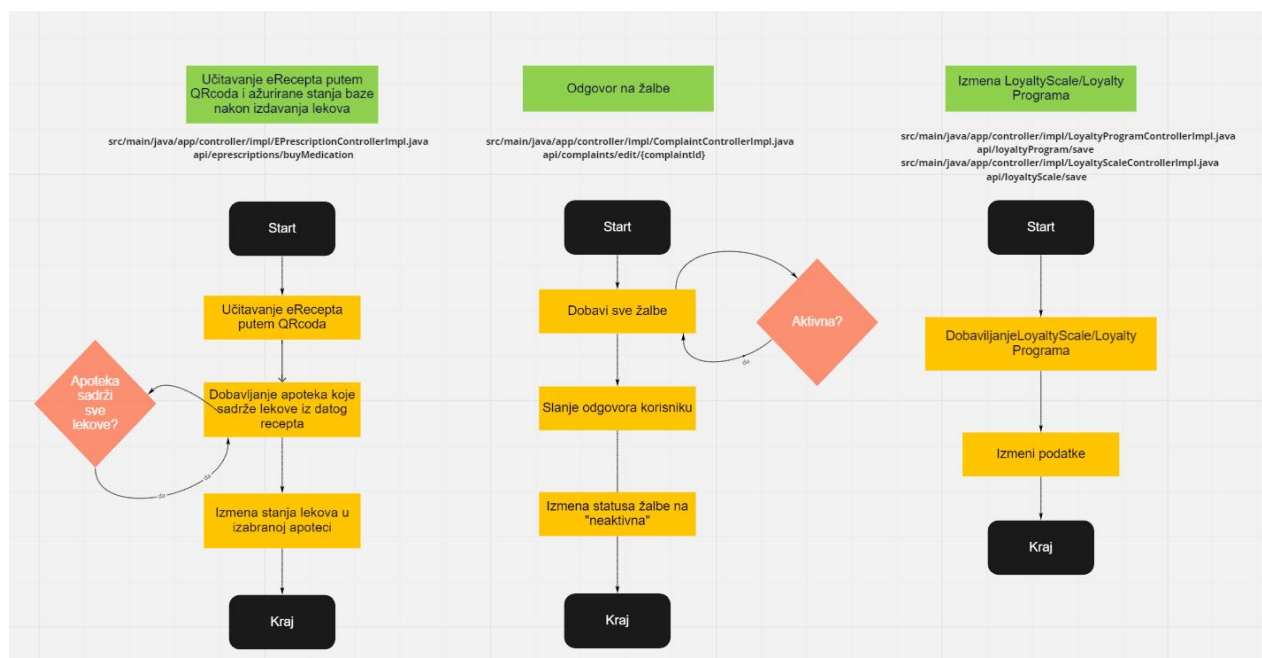 Učitavanje eRecepta putem
QRcoda i ažurirane stanja baze
nakon izdavanja lekova
src/main/java/app/controller/impl/EPrescriptionControllerImpl.java
api/eprescriptions/buyMedication
Start
Učitavanje eRecepta
putem QRcoda
Apoteka
sadrži
sve
lekove?
Dobavljanje apoteka koje
sadrže lekove iz datog
recepta
da
da
Izmena stanja lekova u
izabranoj apoteci
Kraj
Odgovor na žalbe
src/main/java/app/controller/impl/ComplaintControllerImpl.java
api/complaints/edit/{complaintId}
Start
Dobavi sve žalbe
Aktivna?
da
Slanje odgovora korisniku
Izmena statusa žalbe na
"neaktivna"
Kraj
Izmena LoyaltyScale/Loyalty
Programa
src/main/java/app/controller/impl/LoyaltyProgramControllerImpl.java
api/loyaltyProgram/save
src/main/java/app/controller/impl/LoyaltyScaleControllerImpl.java
api/loyaltyScale/save
Start
DobaviljanjeLoyaltyScale/Loyalty
Programa
Izmeni podatke
Kraj